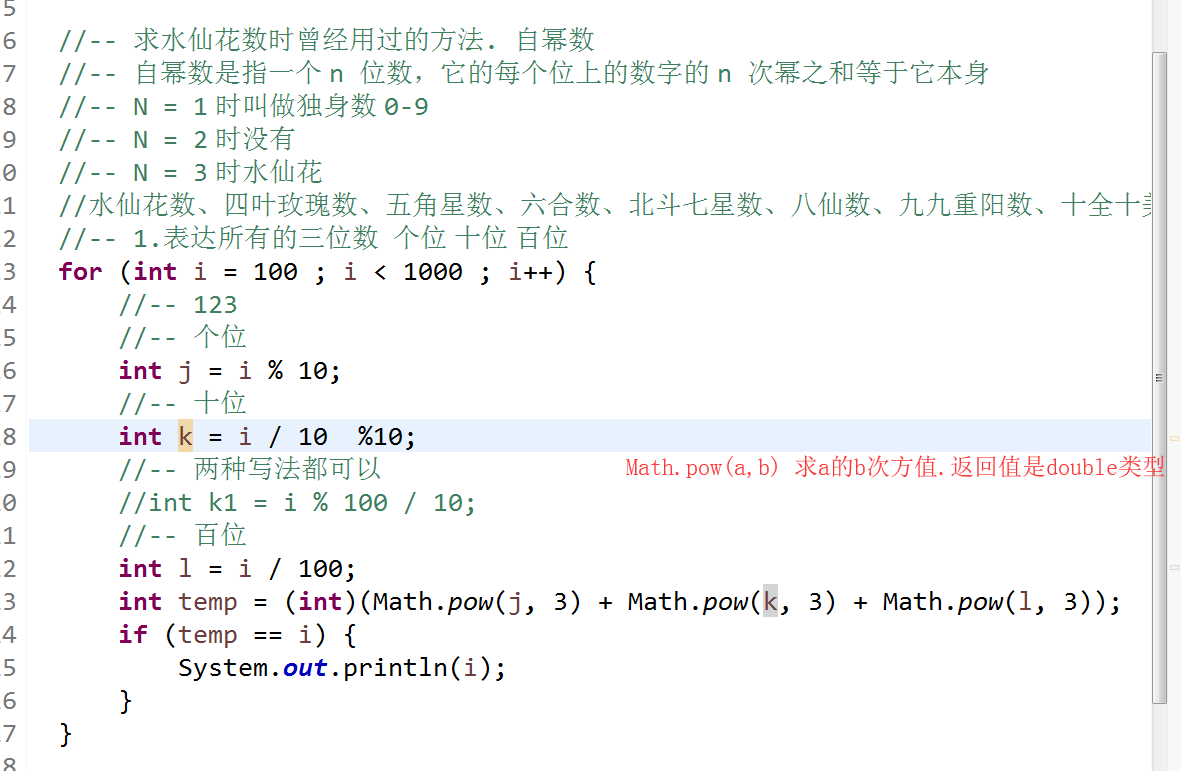 5
6 //-- 求水仙花数时曾经用过的方法. 自幂数
7 //-- 自幂数是指一个n 位数，它的每个位上的数字的n 次幂之和等于它本身
8 //-- N = 1时叫做独身数0-9
9 //-- N = 2时没有
0 //-- N = 3时水仙花
1 //水仙花数、四叶玫瑰数、五角星数、六合数、北斗七星数、八仙数、九九重阳数、十全十
2 //-- 1.表达所有的三位数 个位 十位 百位
3 for (int i = 100 ; i < 1000 ; i++) {
4 //-- 123
5 //-- 个位
6 int j = i % 10;
7 //-- 十位
8 int k = i / 10  %10;
9 //-- 两种写法都可以 Math.pow(a,b) 求a的b次方值.返回值是double类型
0 //int k1 = i % 100 / 10;
1 //-- 百位
2 int l = i / 100;
3 int temp = (int)(Math.pow(j, 3) + Math.pow(k, 3) + Math.pow(l, 3));
4 if (temp == i) {
5 System.out.println(i);
6 }
7 }
8